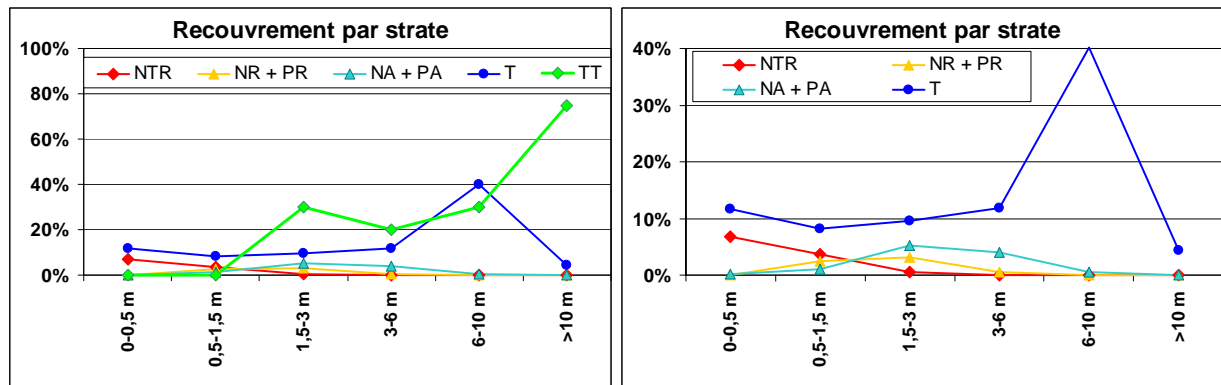 Recouvrement par strate
100%
NTR NR + PR NA + PA T TT
80%
60%
40%
20%
0%
0-0,5 m
0,5-1,5 m
1,5-3 m
3-6 m
6-10 m
>10 m
Recouvrement par strate
40%
NTR NR + PR
NA + PA T
30%
20%
10%
0%
0-0,5 m
0,5-1,5 m
1,5-3 m
3-6 m
6-10 m
>10 m